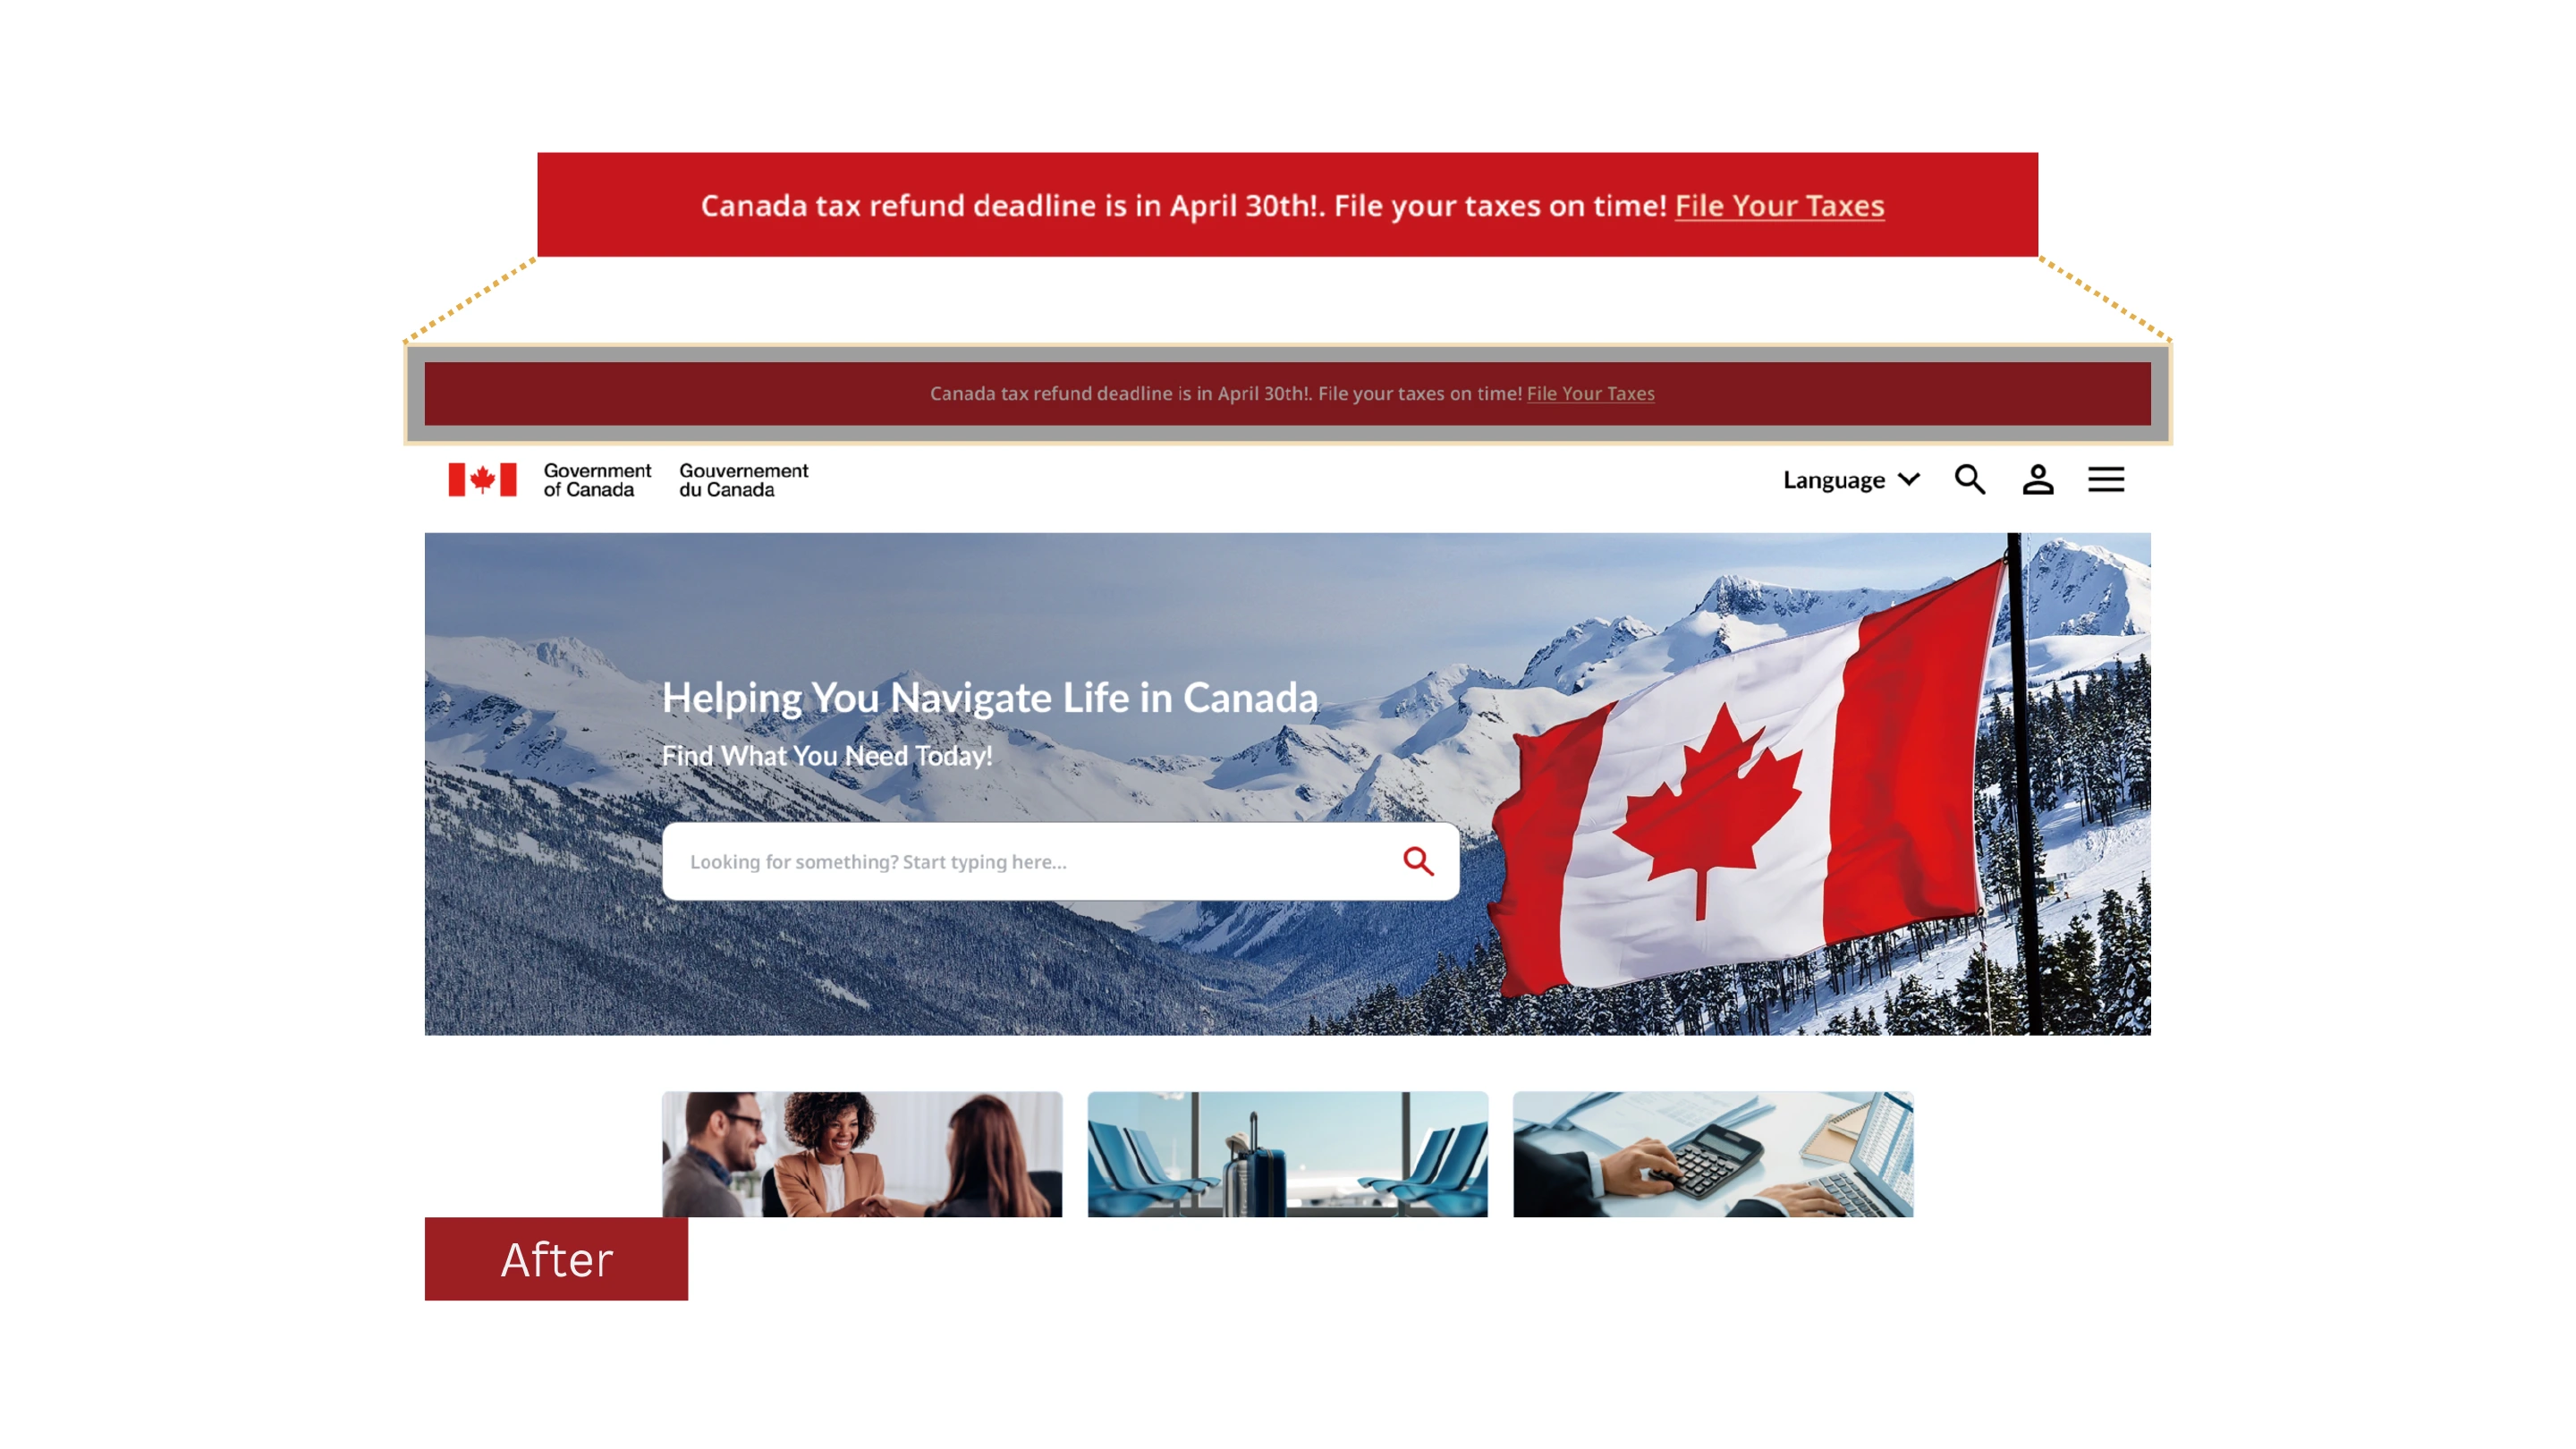 Canada tax refund deadline is in April 30th!. File your taxes on time! File Your Taxes
Canada tax refund deadline is in April 30th!. File your taxes on time! File Your Taxes
Government
of Canada
Gouvernement
du Canada
Language
Helping You Navigate Life in Canada
Find What You Need Today!
Looking for something? Start typing here...
After